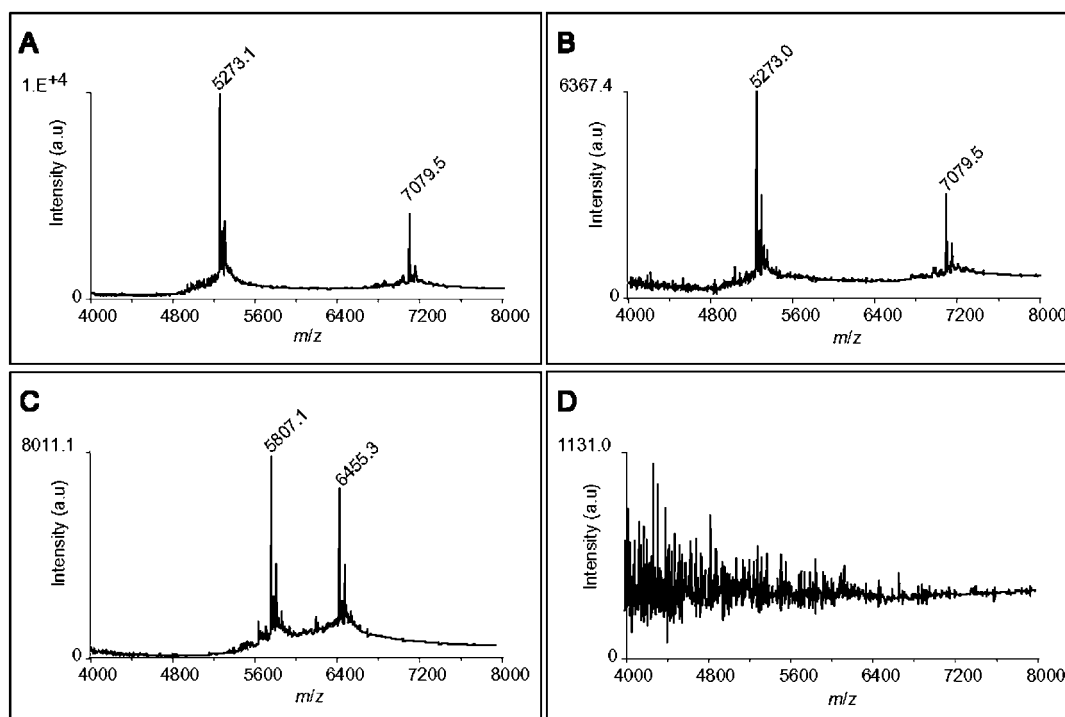 A
1.E+4
5273.1
7079.5
Intensity (a.u)
0
4000 4800 5600 6400 7200 8000
m/z
B
6367.4
5273.0
7079.5
Intensity (a.u)
0
4000 4800 5600 6400 7200 8000
m/z
C
8011.1
5807.1
6455.3
Intensity (a.u)
0
4000 4800 5600 6400 7200 8000
m/z
D
1131.0
Intensity (a.u)
0
4000 4800 5600 6400 7200 8000
m/z